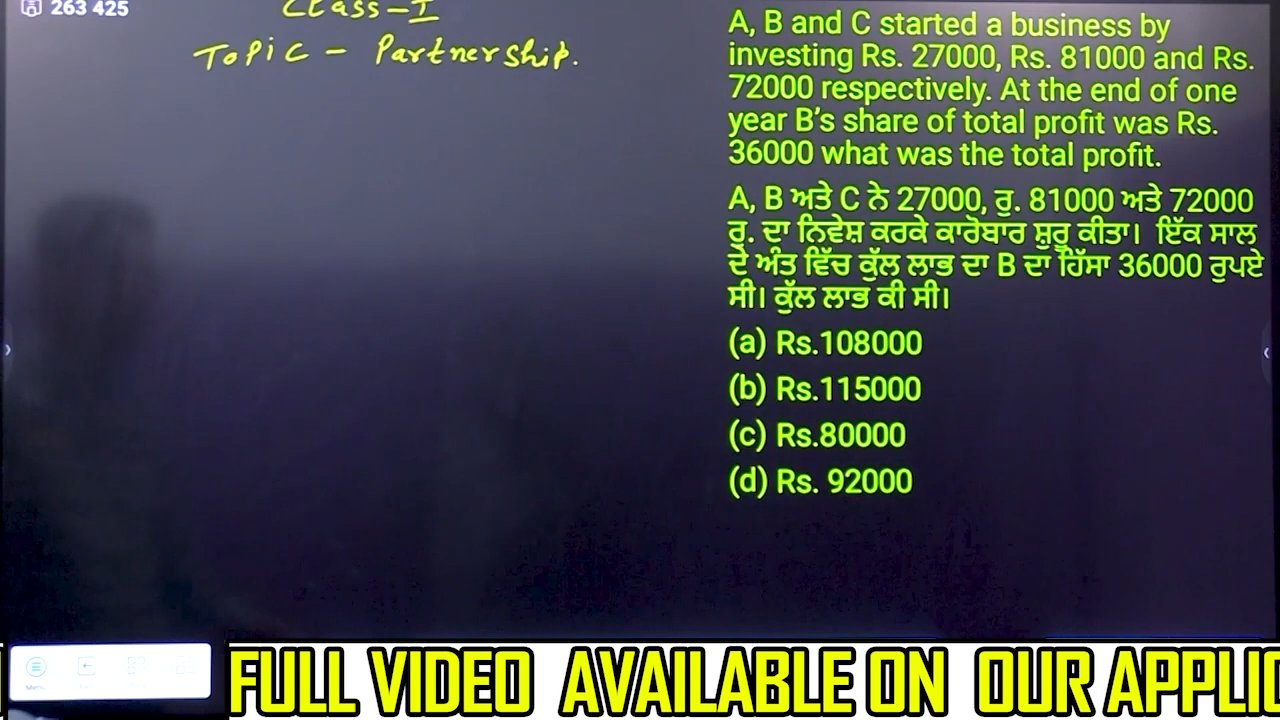 263 425
Class-I
Topic - Partnership.
A, B and C started a business by
investing Rs. 27000, Rs. 81000 and Rs.
72000 respectively. At the end of one
year B's share of total profit was Rs.
36000 what was the total profit.
A, B ਅਤੇ C ਨੇ 27000, ਰੁ. 81000 ਅਤੇ 72000
ਰੁ. ਦਾ ਨਿਵੇਸ਼ ਕਰਕੇ ਕਾਰੋਬਾਰ ਸ਼ੁਰੂ ਕੀਤਾ। ਇੱਕ ਸਾਲ
ਦੇ ਅੰਤ ਵਿੱਚ ਕੁੱਲ ਲਾਭ ਦਾ B ਦਾ ਹਿੱਸਾ 36000 ਰੁਪਏ
ਸੀ। ਕੁੱਲ ਲਾਭ ਕੀ ਸੀ।
(a) Rs.108000
(b) Rs.115000
(c) Rs.80000
(d) Rs. 92000
Menu
FULL VIDEO AVAILABLE ON OUR APPLIC